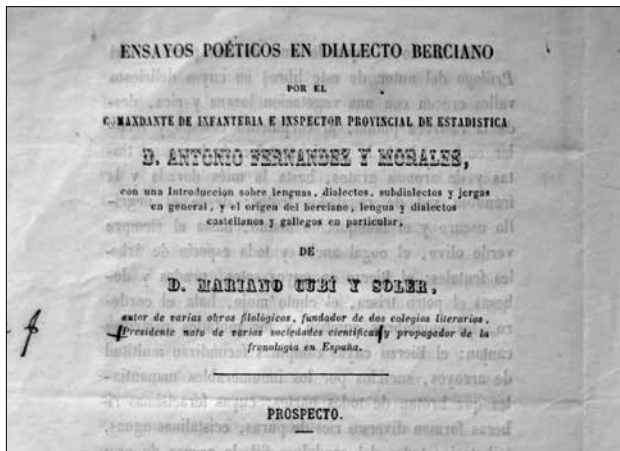 ENSAYOS POÉTICOS EN DIALECTO BERCIANO
POR EL
COMANDANTE DE INFANTERIA E INSPECTOR PROVINCIAL DE ESTADISTICA
D. ANTONIO FERNANDEZ Y MORALES,
con una Introduccion sobre lenguas, dialectos, subdialectos y jergas
en general, y el origen del berciano, lengua y dialectos
castellanos y gallegos en particular,
DE
D. MARIANO CUBÍ Y SOLER,
autor de varias obras filológicas, fundador de dos colegios literarios,
Presidente nato de varias sociedades científicas y propagador de la
frenologia en España.
PROSPECTO.